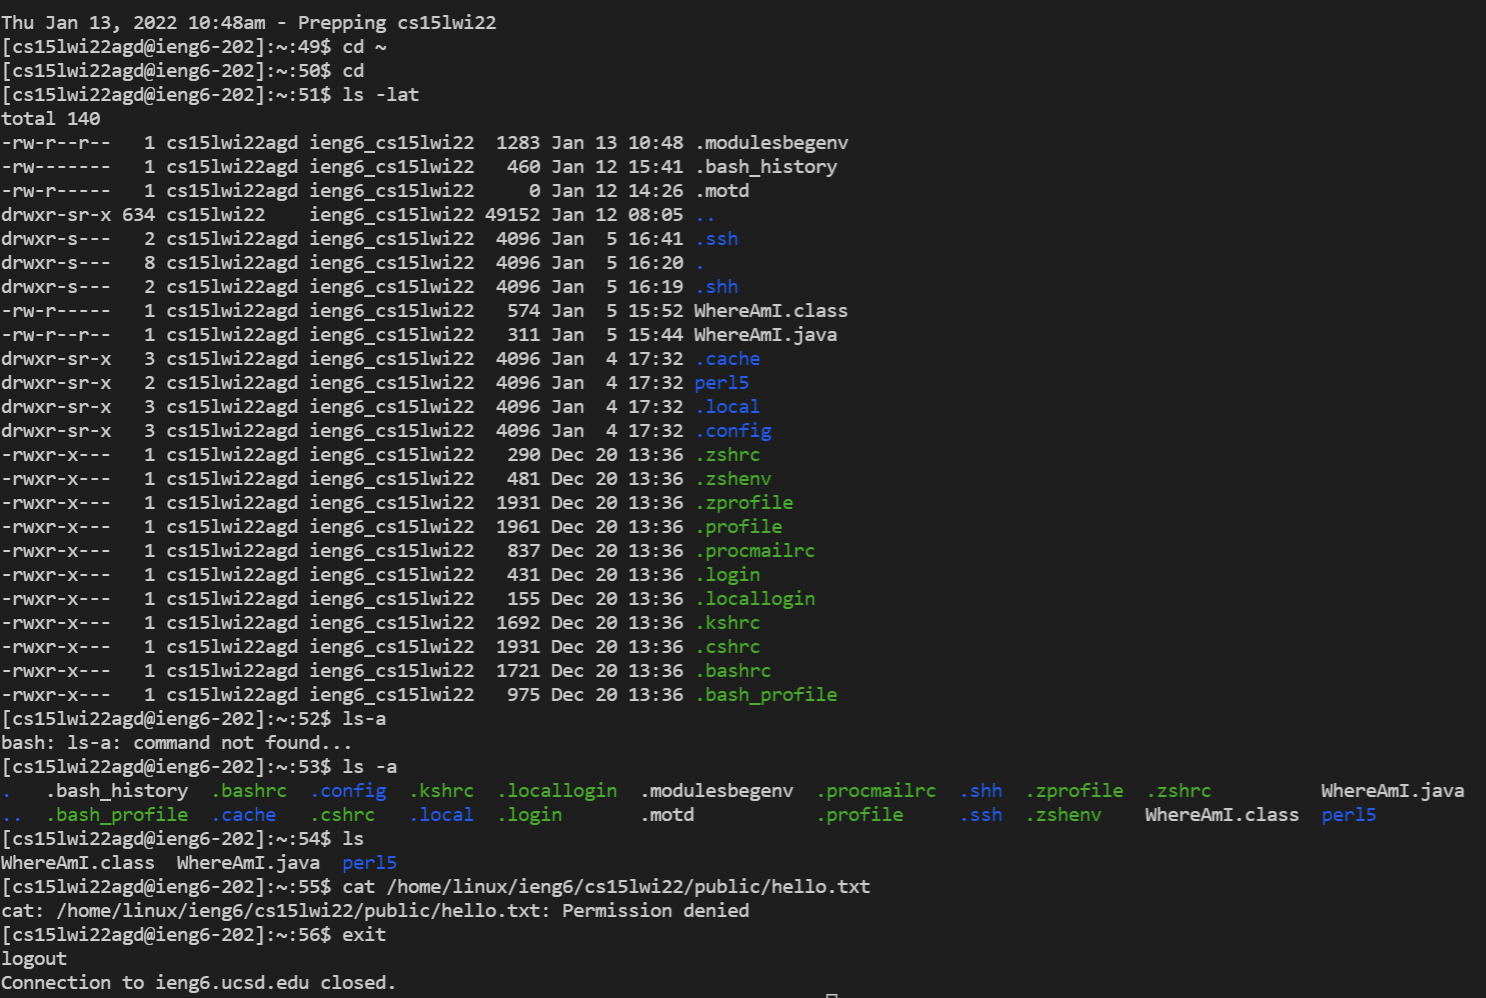 Thu Jan 13, 2022 10:48am - Prepping cs15lwi22
[cs15lwi22agd@ieng6-202]:~:49$ cd ~
[cs15lwi22agd@ieng6-202]:~:50$ cd
[cs15lwi22agd@ieng6-202]:~:51$ ls -lat
total 140
-rw-r--r--   1 cs15lwi22agd ieng6_cs15lwi22  1283 Jan 13 10:48 .modulesbegenv
-rw-------   1 cs15lwi22agd ieng6_cs15lwi22   460 Jan 12 15:41 .bash_history
-rw-r-----   1 cs15lwi22agd ieng6_cs15lwi22     0 Jan 12 14:26 .motd
drwxr-sr-x 634 cs15lwi22    ieng6_cs15lwi22 49152 Jan 12 08:05 ..
drwxr-s---   2 cs15lwi22agd ieng6_cs15lwi22  4096 Jan  5 16:41 .ssh
drwxr-s---   8 cs15lwi22agd ieng6_cs15lwi22  4096 Jan  5 16:20 .
drwxr-s---   2 cs15lwi22agd ieng6_cs15lwi22  4096 Jan  5 16:19 .shh
-rw-r-----   1 cs15lwi22agd ieng6_cs15lwi22   574 Jan  5 15:52 WhereAmI.class
-rw-r--r--   1 cs15lwi22agd ieng6_cs15lwi22   311 Jan  5 15:44 WhereAmI.java
drwxr-sr-x   3 cs15lwi22agd ieng6_cs15lwi22  4096 Jan  4 17:32 .cache
drwxr-sr-x   2 cs15lwi22agd ieng6_cs15lwi22  4096 Jan  4 17:32 perl5
drwxr-sr-x   3 cs15lwi22agd ieng6_cs15lwi22  4096 Jan  4 17:32 .local
drwxr-sr-x   3 cs15lwi22agd ieng6_cs15lwi22  4096 Jan  4 17:32 .config
-rwxr-x---   1 cs15lwi22agd ieng6_cs15lwi22   290 Dec 20 13:36 .zshrc
-rwxr-x---   1 cs15lwi22agd ieng6_cs15lwi22   481 Dec 20 13:36 .zshenv
-rwxr-x---   1 cs15lwi22agd ieng6_cs15lwi22  1931 Dec 20 13:36 .zprofile
-rwxr-x---   1 cs15lwi22agd ieng6_cs15lwi22  1961 Dec 20 13:36 .profile
-rwxr-x---   1 cs15lwi22agd ieng6_cs15lwi22   837 Dec 20 13:36 .procmailrc
-rwxr-x---   1 cs15lwi22agd ieng6_cs15lwi22   431 Dec 20 13:36 .login
-rwxr-x---   1 cs15lwi22agd ieng6_cs15lwi22   155 Dec 20 13:36 .locallogin
-rwxr-x---   1 cs15lwi22agd ieng6_cs15lwi22  1692 Dec 20 13:36 .kshrc
-rwxr-x---   1 cs15lwi22agd ieng6_cs15lwi22  1931 Dec 20 13:36 .cshrc
-rwxr-x---   1 cs15lwi22agd ieng6_cs15lwi22  1721 Dec 20 13:36 .bashrc
-rwxr-x---   1 cs15lwi22agd ieng6_cs15lwi22   975 Dec 20 13:36 .bash_profile
[cs15lwi22agd@ieng6-202]:~:52$ ls-a
bash: ls-a: command not found...
[cs15lwi22agd@ieng6-202]:~:53$ ls -a
.   .bash_history  .bashrc  .config  .kshrc  .locallogin  .modulesbegenv  .procmailrc  .shh  .zprofile  .zshrc          WhereAmI.java
..  .bash_profile  .cache   .cshrc   .local  .login       .motd           .profile     .ssh  .zshenv    WhereAmI.class  perl5
[cs15lwi22agd@ieng6-202]:~:54$ ls
WhereAmI.class  WhereAmI.java  perl5
[cs15lwi22agd@ieng6-202]:~:55$ cat /home/linux/ieng6/cs15lwi22/public/hello.txt
cat: /home/linux/ieng6/cs15lwi22/public/hello.txt: Permission denied
[cs15lwi22agd@ieng6-202]:~:56$ exit
logout
Connection to ieng6.ucsd.edu closed.